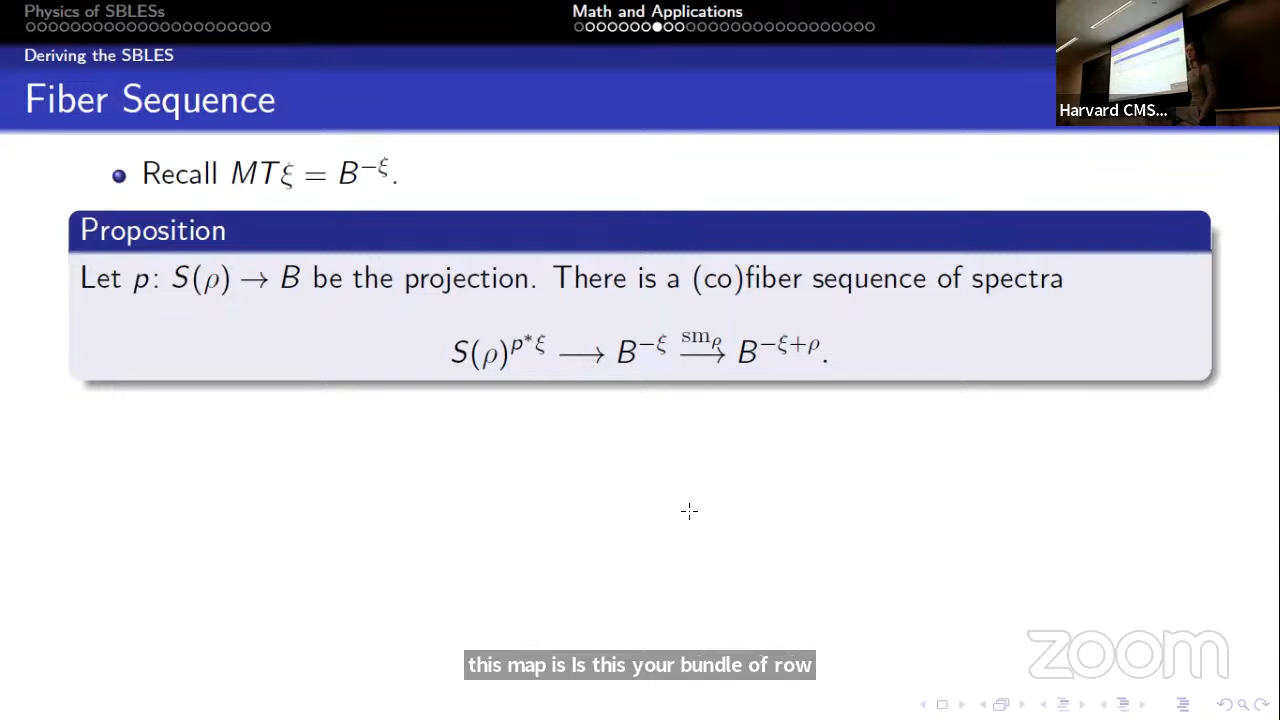 Physics of SBLESs
Math and Applications
Deriving the SBLES
Fiber Sequence
Harvard CMS...
Recall MTξ = B^{−ξ}.
Proposition
Let p: S(ρ) → B be the projection. There is a (co)fiber sequence of spectra
S(ρ)^{p*ξ} ⟶ B^{−ξ} \xrightarrow{sm_ρ} B^{−ξ+ρ}.
this map is Is this your bundle of row
zoom